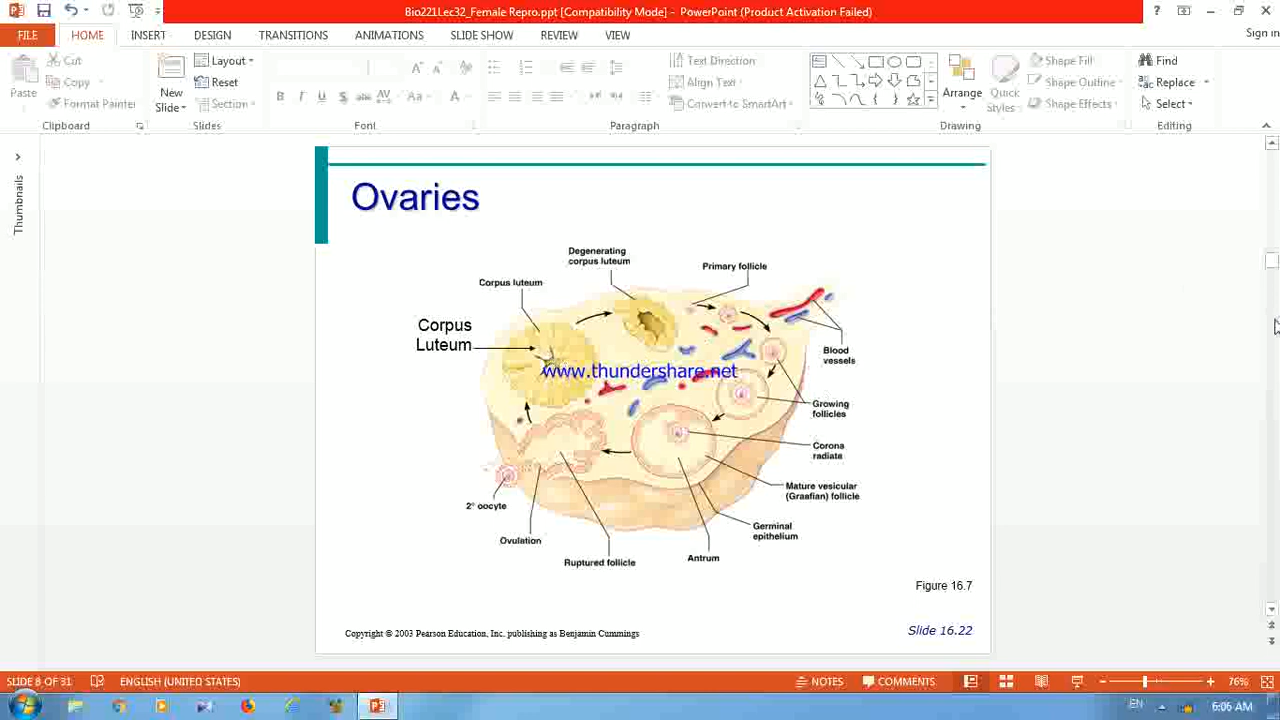 Bio221Lec32_Female Repro.ppt [Compatibility Mode] - PowerPoint (Product Activation Failed)
?
Sign in
FILE HOME INSERT DESIGN TRANSITIONS ANIMATIONS SLIDE SHOW REVIEW VIEW
Paste
Cut
Copy
Format Painter
Clipboard
New
Slide
Layout
Reset
Section
Slides
B I U S abc AV Aa A
Font
Text Direction
Align Text
Convert to SmartArt
Paragraph
Arrange
Quick
Styles
Shape Fill
Shape Outline
Shape Effects
Drawing
Find
Replace
Select
Editing
Thumbnails
Ovaries
Degenerating
corpus luteum
Primary follicle
Corpus luteum
Corpus
Luteum
Blood
vessels
www.thundershare.net
Growing
follicles
Corona
radiata
Mature vesicular
(Graafian) follicle
2° oocyte
Germinal
epithelium
Ovulation
Antrum
Ruptured follicle
Figure 16.7
Copyright © 2003 Pearson Education, Inc. publishing as Benjamin Cummings
Slide 16.22
SLIDE 8 OF 31 ENGLISH (UNITED STATES) NOTES COMMENTS 76%
EN 6:06 AM